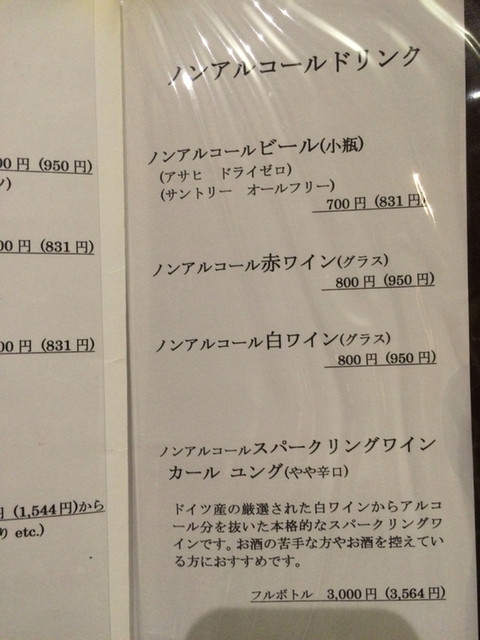 ノンアルコールドリンク
ノンアルコールビール(小瓶)
(アサヒ ドライゼロ)
(サントリー オールフリー)
700円 (831円)
ノンアルコール赤ワイン(グラス)
800円 (950円)
ノンアルコール白ワイン(グラス)
800円 (950円)
ノンアルコールスパークリングワイン
カール ユング(やや辛口)
ドイツ産の厳選された白ワインからアルコ
ール分を抜いた本格的なスパークリングワ
インです。お酒の苦手な方やお酒を控えてい
る方におすすめです。
フルボトル 3,000円 (3,564円)
00円 (950円)
00円 (831円)
00円 (831円)
円 (1,544円)から
り etc.)